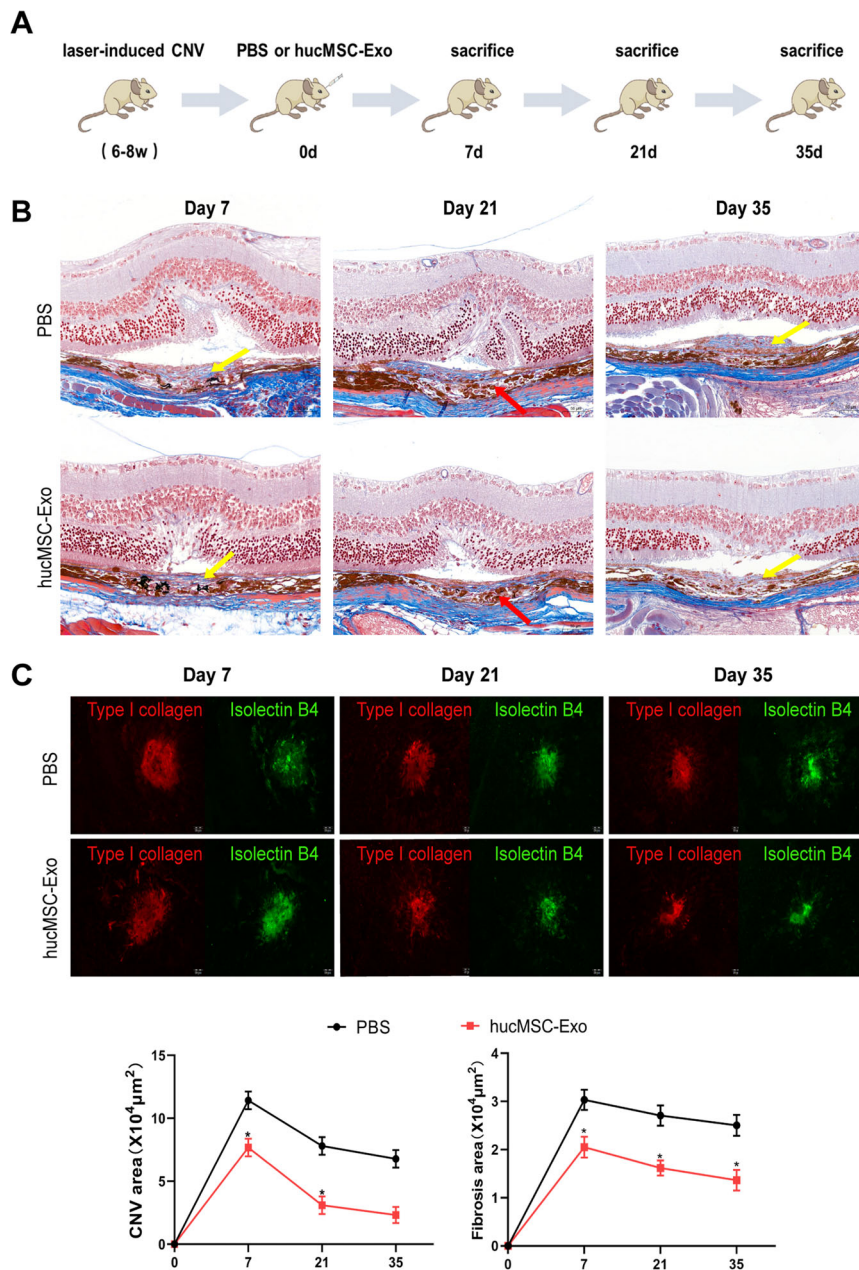 A
laser-induced CNV PBS or hucMSC-Exo sacrifice sacrifice sacrifice
( 6-8w ) 0d 7d 21d 35d
B
Day 7 Day 21 Day 35
PBS
hucMSC-Exo
C
Day 7 Day 21 Day 35
PBS
Type I collagen Isolectin B4 Type I collagen Isolectin B4 Type I collagen Isolectin B4
hucMSC-Exo
Type I collagen Isolectin B4 Type I collagen Isolectin B4 Type I collagen Isolectin B4
PBS hucMSC-Exo
CNV area (X10⁴μm²)
15
10
5
0
* *
0 7 21 35
Fibrosis area (X10⁴μm²)
4
3
2
1
0
* * *
0 7 21 35